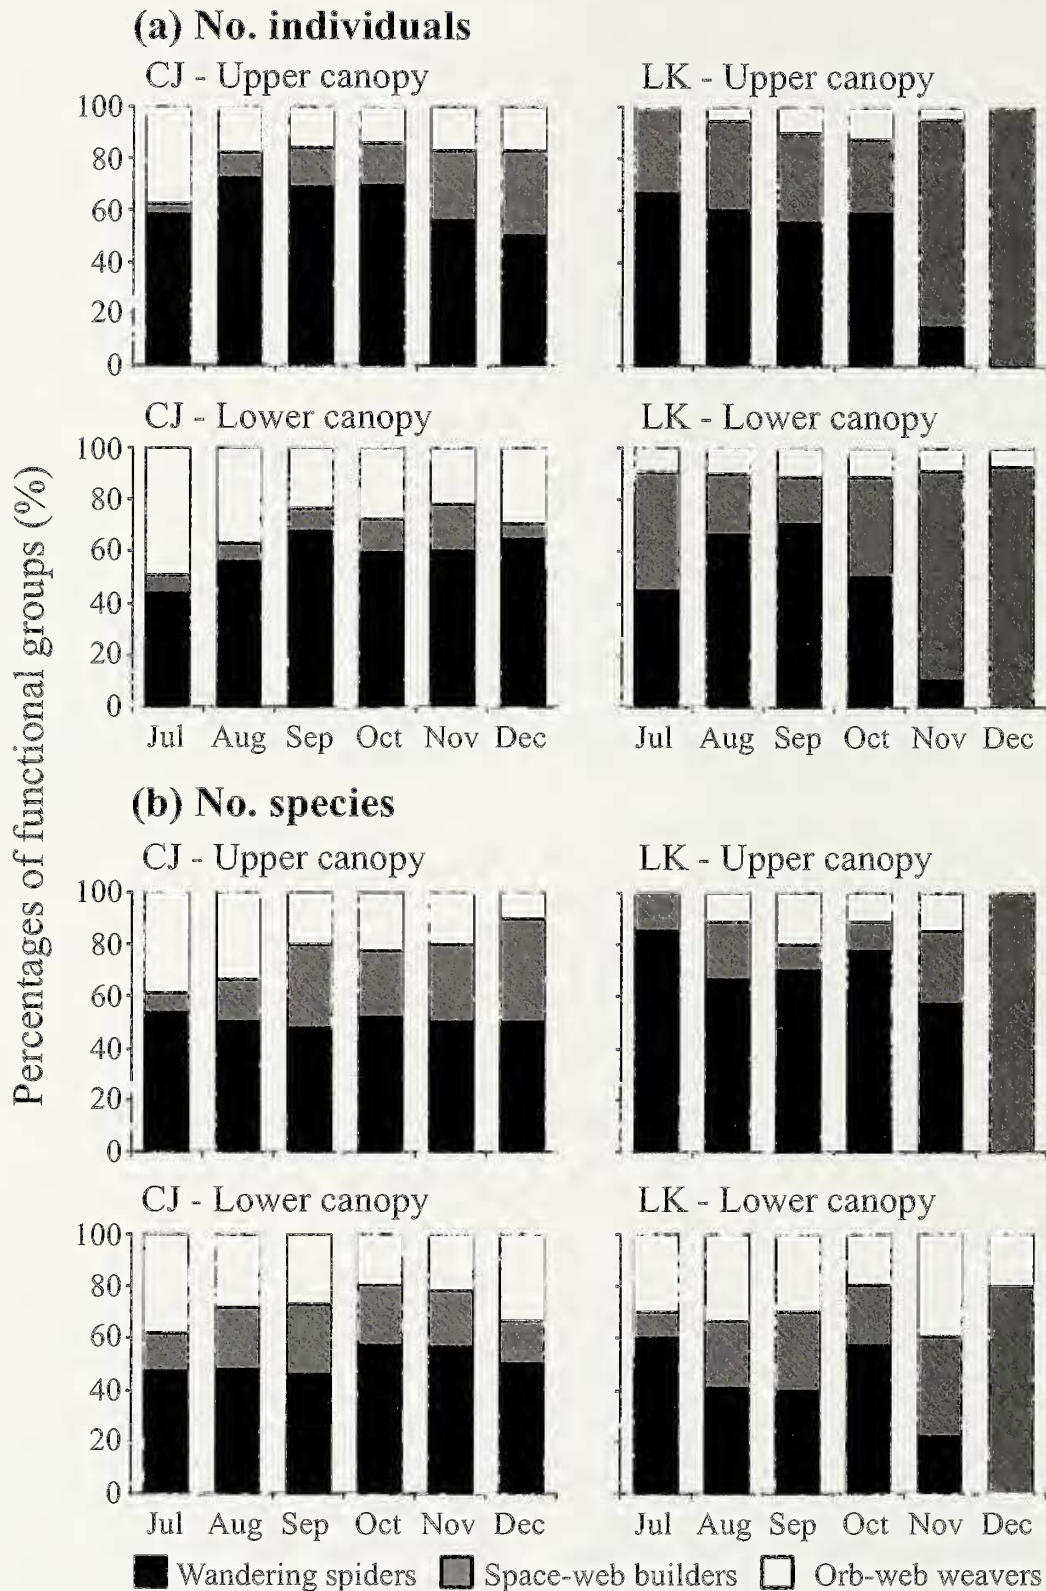 (a) No. individuals
CJ - Upper canopy
LK - Upper canopy
100
80
60
40
20
0
CJ - Lower canopy
LK - Lower canopy
100
80
60
40
20
0
Jul Aug Sep Oct Nov Dec
Jul Aug Sep Oct Nov Dec
Percentages of functional groups (%)
(b) No. species
CJ - Upper canopy
LK - Upper canopy
100
80
60
40
20
0
CJ - Lower canopy
LK - Lower canopy
100
80
60
40
20
0
Jul Aug Sep Oct Nov Dec
Jul Aug Sep Oct Nov Dec
Wandering spiders Space-web builders Orb-web weavers